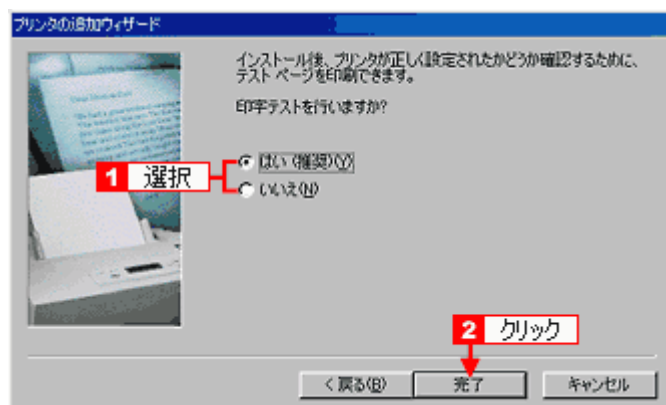 プリンタの追加ウィザード
インストール後、プリンタが正しく設定されたかどうか確認するために、
テスト ページを印刷できます。
印字テストを行いますか?
はい (推奨)(Y)
1 選択
いいえ(N)
2 クリック
< 戻る(B)
完了
キャンセル